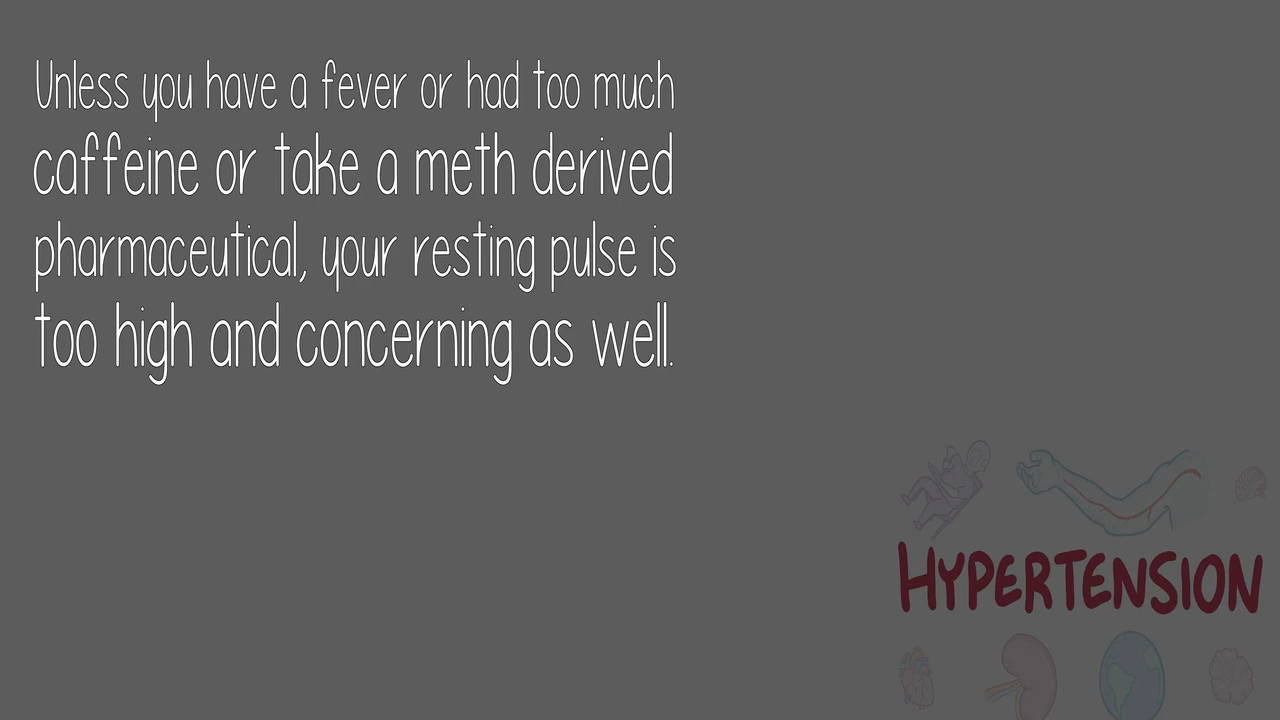 Unless you have a fever or had too much
caffeine or take a meth derived
pharmaceutical, your resting pulse is
too high and concerning as well.
HYPERTENSION